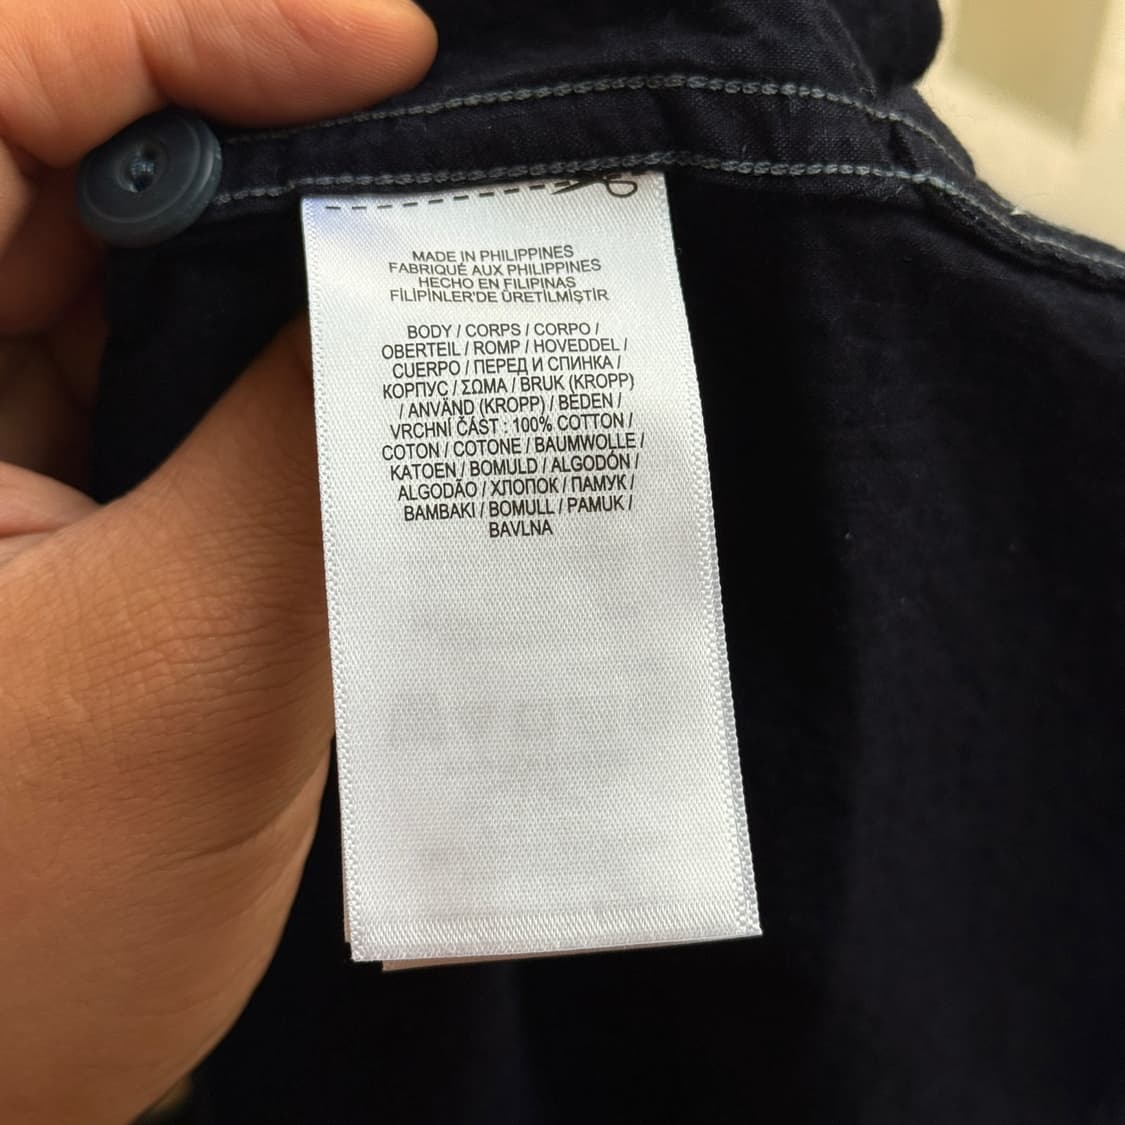 MADE IN PHILIPPINES
FABRIQUÉ AUX PHILIPPINES
HECHO EN FILIPINAS
FİLİPİNLER'DE ÜRETİLMİŞTİR
BODY / CORPS / CORPO /
OBERTEIL / ROMP / HOVEDDEL /
CUERPO / ПЕРЕД И СПИНКА /
КОРПУС / ΣΩΜΑ / BRUK (KROPP)
/ ANVÄND (KROPP) / BEDEN /
VRCHNÍ ČÁST : 100% COTTON /
COTON / COTONE / BAUMWOLLE /
KATOEN / BOMULD / ALGODÓN /
ALGODÃO / ХЛОПОК / ПАМУК /
ΒΑΜΒΑΚΙ / BOMULL / PAMUK /
BAVLNA